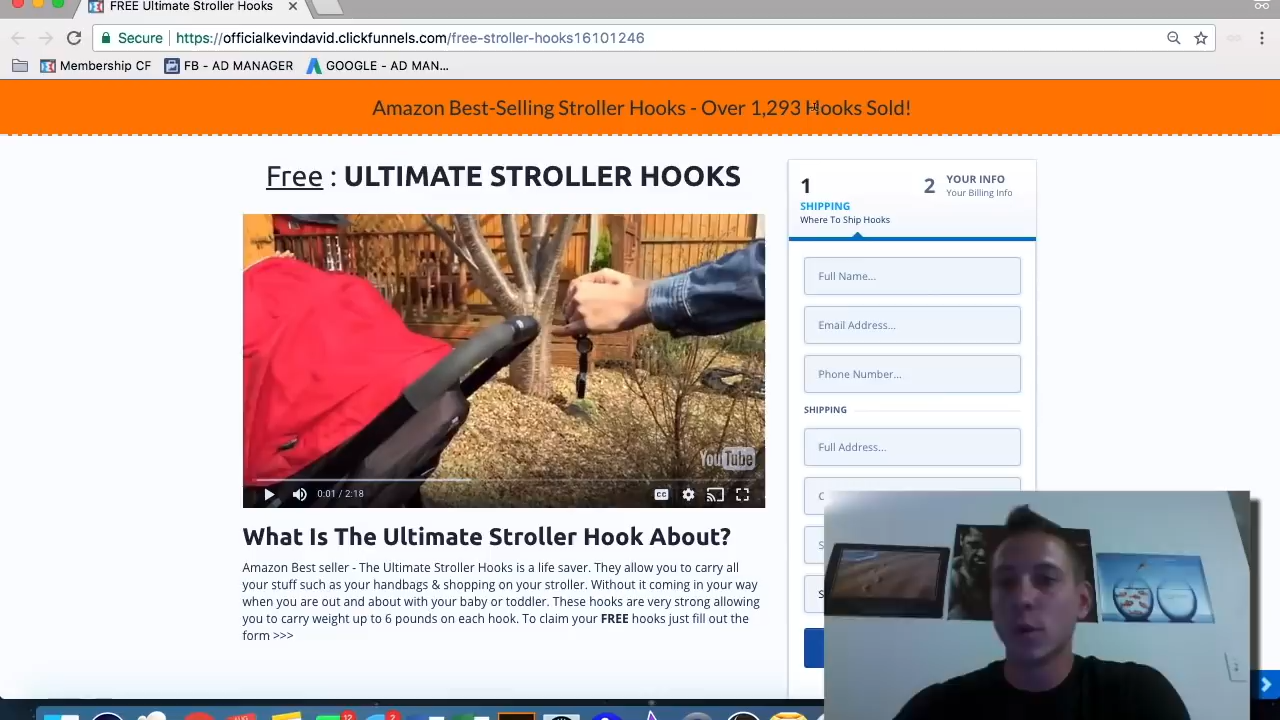 FREE Ultimate Stroller Hooks
Secure https://officialkevindavid.clickfunnels.com/free-stroller-hooks16101246
Membership CF FB - AD MANAGER GOOGLE - AD MAN...
Amazon Best-Selling Stroller Hooks - Over 1,293 Hooks Sold!
Free : ULTIMATE STROLLER HOOKS
YouTube
0:01 / 2:18
CC
What Is The Ultimate Stroller Hook About?
Amazon Best seller - The Ultimate Stroller Hooks is a life saver. They allow you to carry all
your stuff such as your handbags & shopping on your stroller. Without it coming in your way
when you are out and about with your baby or toddler. These hooks are very strong allowing
you to carry weight up to 6 pounds on each hook. To claim your FREE hooks just fill out the
form >>>
1
SHIPPING
Where To Ship Hooks
2 YOUR INFO
Your Billing Info
Full Name...
Email Address...
Phone Number...
SHIPPING
Full Address...
12
2